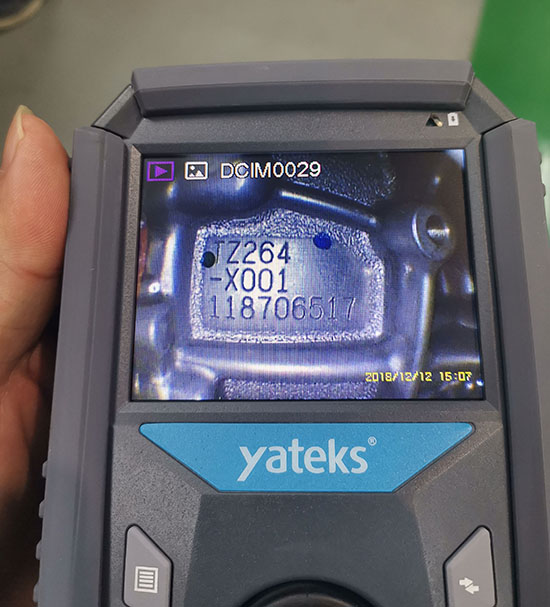 DCIM0029
TZ264
-X001
118706517
2018/12/12 15:07
yateks®